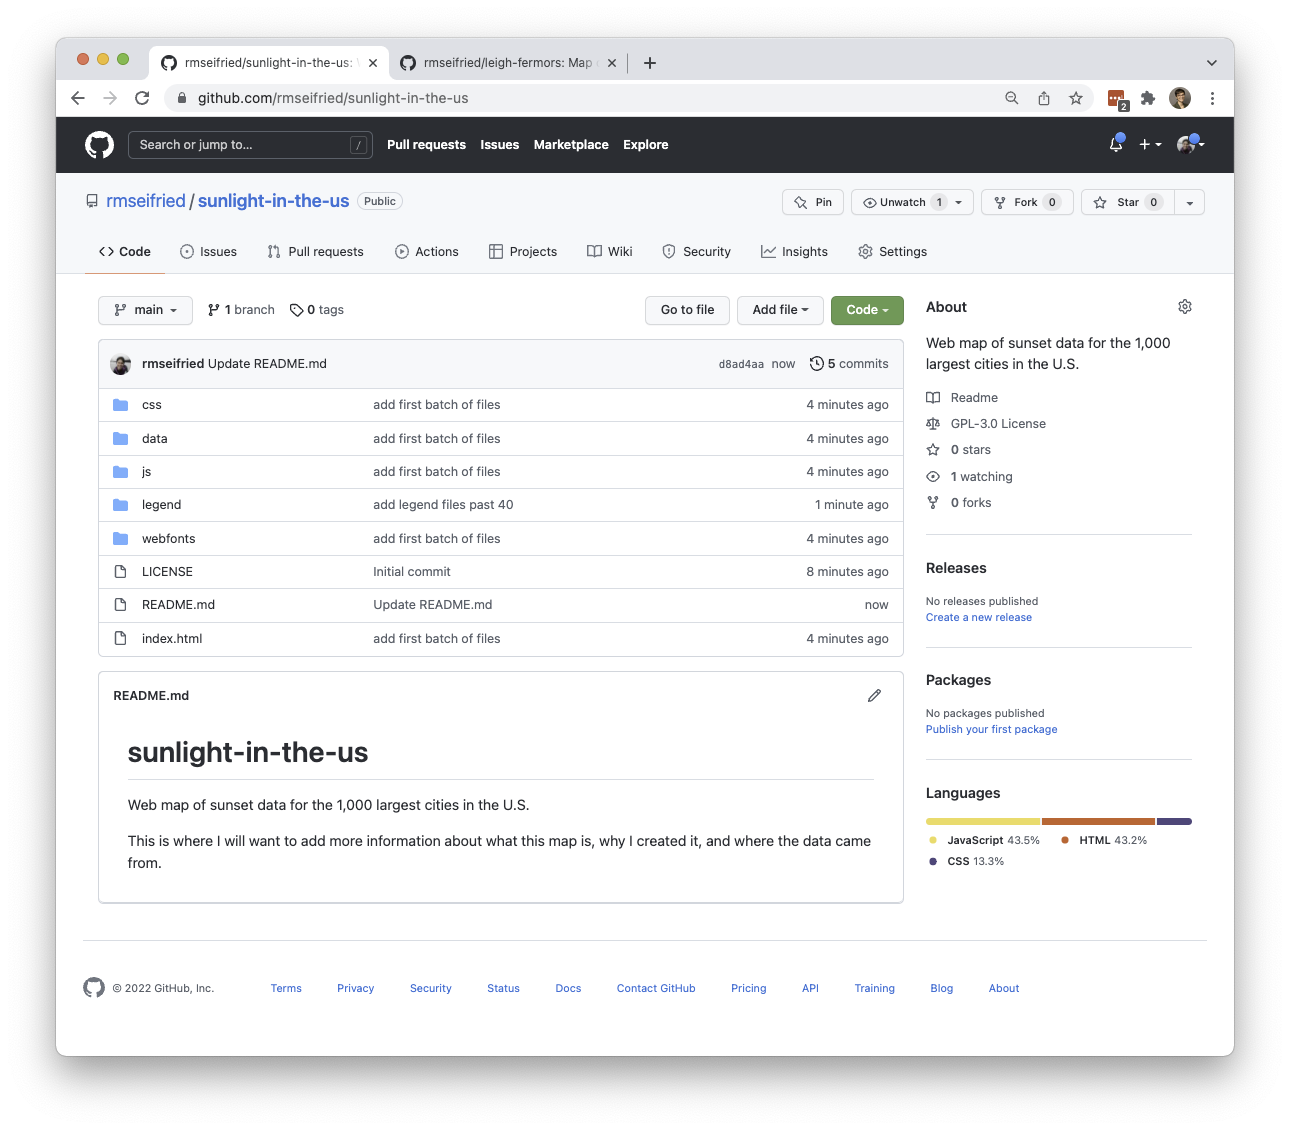 rmseifried/sunlight-in-the-us:
rmseifried/leigh-fermors: Map
github.com/rmseifried/sunlight-in-the-us
2
Search or jump to... /
Pull requests Issues Marketplace Explore
rmseifried / sunlight-in-the-us Public
Pin Unwatch 1 Fork 0 Star 0
<> Code Issues Pull requests Actions Projects Wiki Security Insights Settings
main 1 branch 0 tags Go to file Add file Code
rmseifried Update README.md d8ad4aa now 5 commits
css add first batch of files 4 minutes ago
data add first batch of files 4 minutes ago
js add first batch of files 4 minutes ago
legend add legend files past 40 1 minute ago
webfonts add first batch of files 4 minutes ago
LICENSE Initial commit 8 minutes ago
README.md Update README.md now
index.html add first batch of files 4 minutes ago
README.md
sunlight-in-the-us
Web map of sunset data for the 1,000 largest cities in the U.S.
This is where I will want to add more information about what this map is, why I created it, and where the data came
from.
About
Web map of sunset data for the 1,000
largest cities in the U.S.
Readme
GPL-3.0 License
0 stars
1 watching
0 forks
Releases
No releases published
Create a new release
Packages
No packages published
Publish your first package
Languages
JavaScript 43.5% HTML 43.2%
CSS 13.3%
© 2022 GitHub, Inc. Terms Privacy Security Status Docs Contact GitHub Pricing API Training Blog About